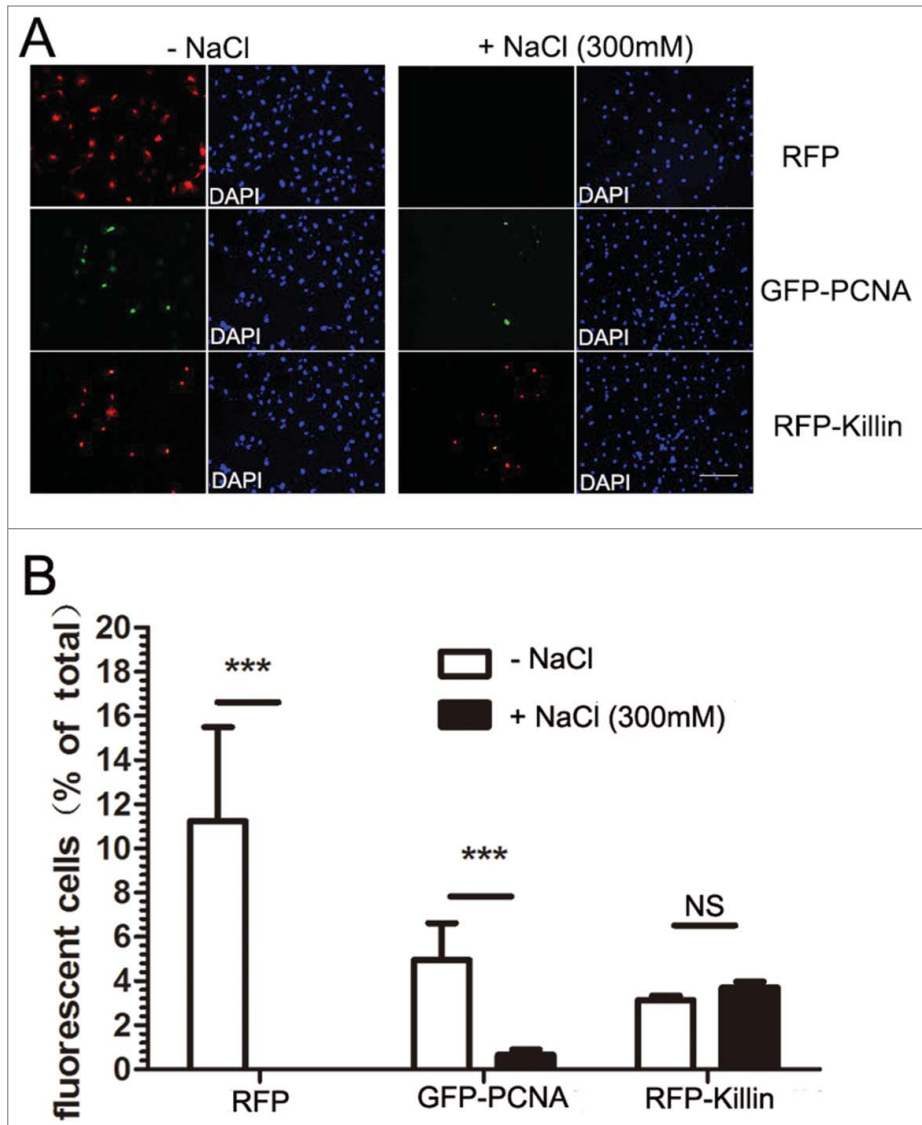 A
- NaCl
+ NaCl (300mM)
DAPI
DAPI
RFP
DAPI
DAPI
GFP-PCNA
DAPI
DAPI
RFP-Killin
B
fluorescent cells (% of total)
20
18
16
14
12
10
8
6
4
2
0
***
***
NS
- NaCl
+ NaCl (300mM)
RFP
GFP-PCNA
RFP-Killin